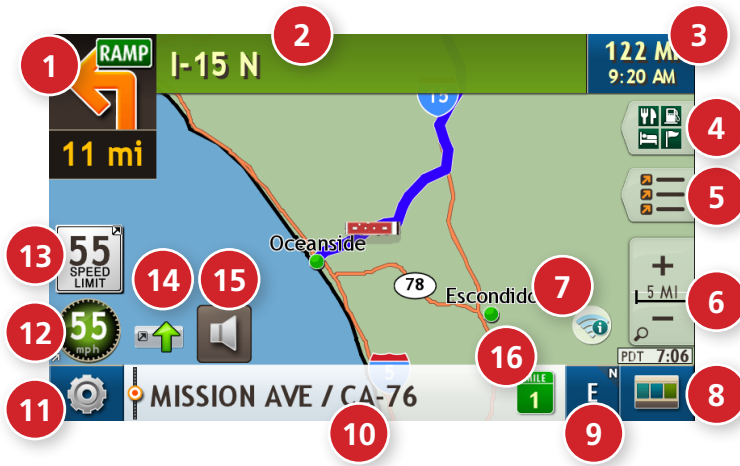 1
RAMP
11 mi
2
I-15 N
3
122 MI
9:20 AM
4
5
15
Oceanside
78
Escondido
7
+
5 MI
−
6
PDT 7:06
13
55
SPEED
LIMIT
14
15
12
55
mph
16
11
MISSION AVE / CA-76
5
10
MILE
1
N
E
9
8